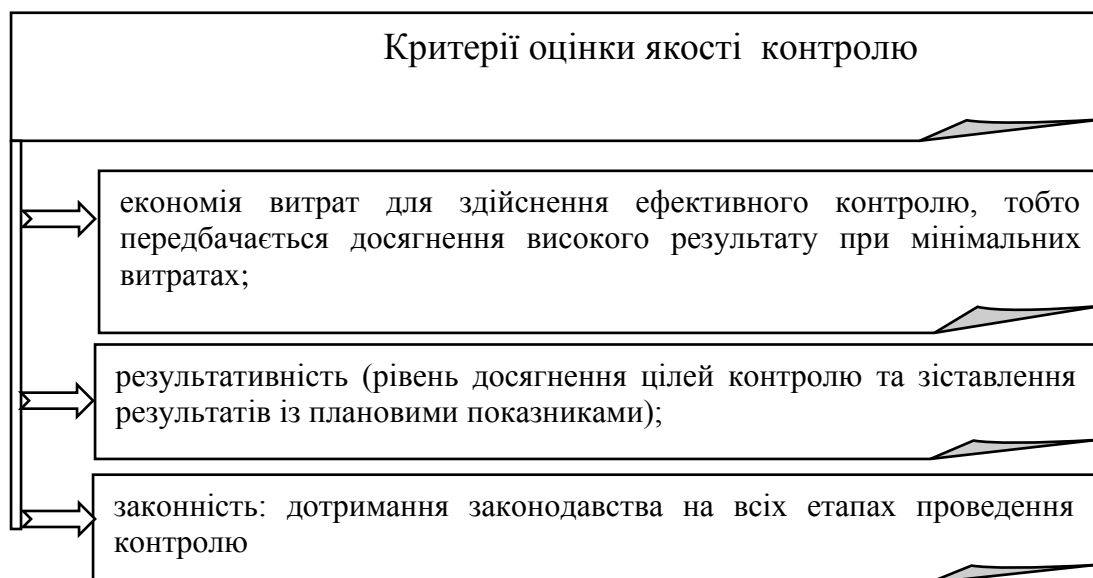 Критерії оцінки якості контролю
економія витрат для здійснення ефективного контролю, тобто
передбачається досягнення високого результату при мінімальних
витратах;
результативність (рівень досягнення цілей контролю та зіставлення
результатів із плановими показниками);
законність: дотримання законодавства на всіх етапах проведення
контролю